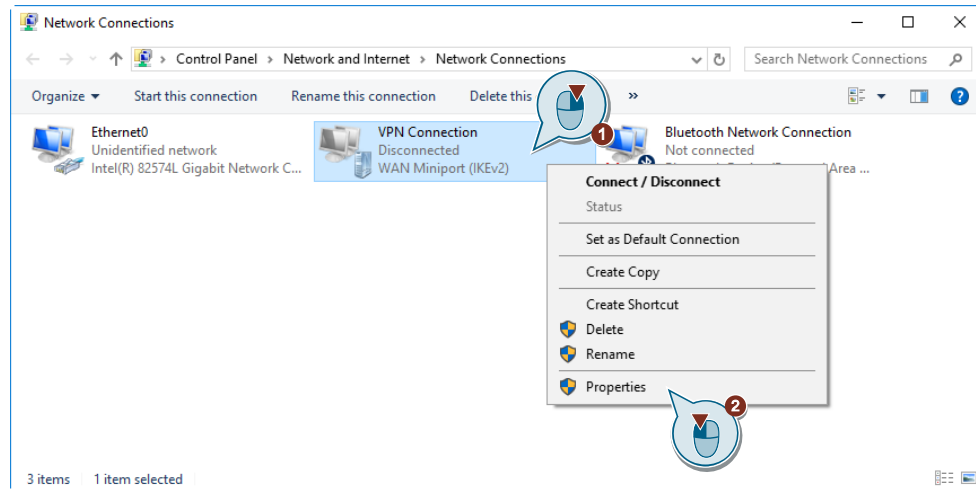 Network Connections
Control Panel > Network and Internet > Network Connections
Search Network Connections
Organize
Start this connection
Rename this connection
Delete this
»
Ethernet0
Unidentified network
Intel(R) 82574L Gigabit Network C...
VPN Connection
Disconnected
WAN Miniport (IKEv2)
1
Bluetooth Network Connection
Not connected
Area ...
Connect / Disconnect
Status
Set as Default Connection
Create Copy
Create Shortcut
Delete
Rename
Properties
2
3 items
1 item selected